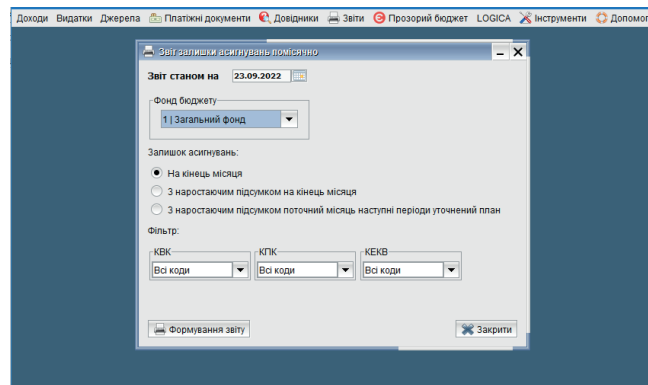 Доходи Видатки Джерела Платіжні документи Довідники Звіти Прозорий бюджет LOGICA Інструменти Допомог
Звіт залишки асигнувань помісячно
Звіт станом на 23.09.2022
Фонд бюджету
1 | Загальний фонд
Залишок асигнувань:
На кінець місяця
З наростаючим підсумком на кінець місяця
З наростаючим підсумком поточний місяць наступні періоди уточнений план
Фільтр:
КВК КПК КЕКВ
Всі коди Всі коди Всі коди
Формування звіту Закрити